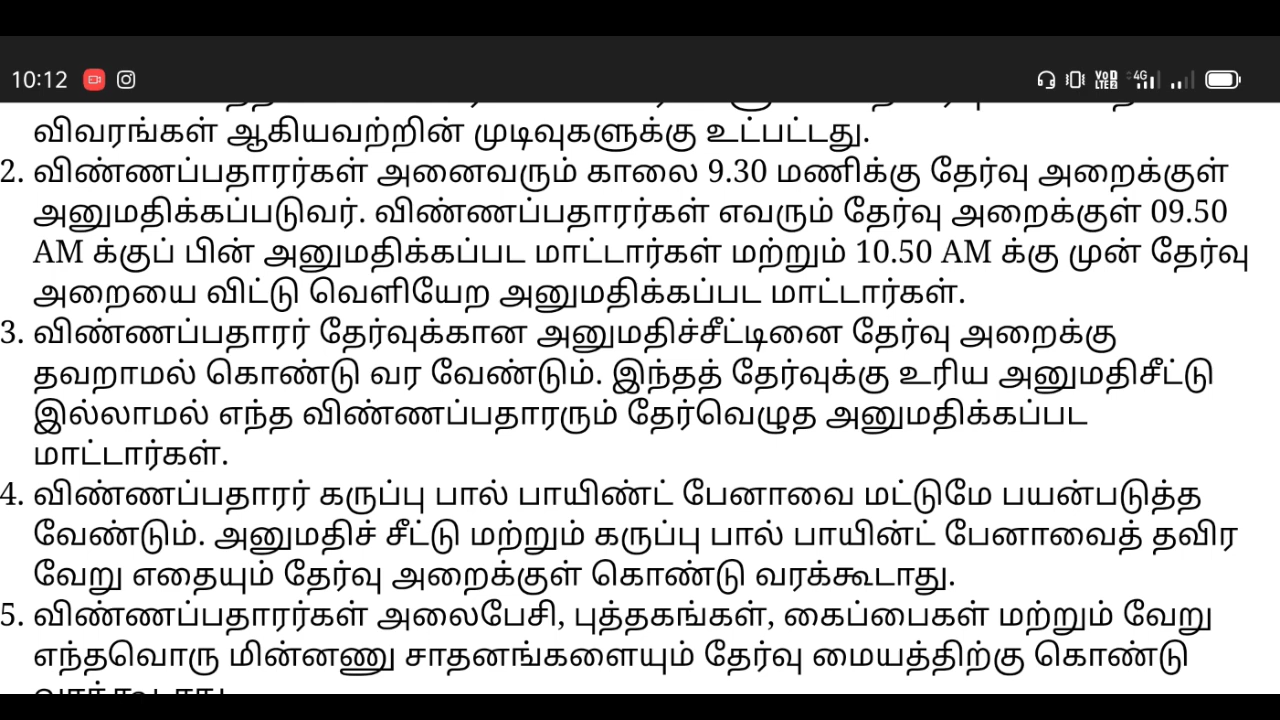 10:12
VoD LTE2 4G
விவரங்கள் ஆகியவற்றின் முடிவுகளுக்கு உட்பட்டது.
2. விண்ணப்பதாரர்கள் அனைவரும் காலை 9.30 மணிக்கு தேர்வு அறைக்குள்
அனுமதிக்கப்படுவர். விண்ணப்பதாரர்கள் எவரும் தேர்வு அறைக்குள் 09.50
AM க்குப் பின் அனுமதிக்கப்பட மாட்டார்கள் மற்றும் 10.50 AM க்கு முன் தேர்வு
அறையை விட்டு வெளியேற அனுமதிக்கப்பட மாட்டார்கள்.
3. விண்ணப்பதாரர் தேர்வுக்கான அனுமதிச்சீட்டினை தேர்வு அறைக்கு
தவறாமல் கொண்டு வர வேண்டும். இந்தத் தேர்வுக்கு உரிய அனுமதிசீட்டு
இல்லாமல் எந்த விண்ணப்பதாரரும் தேர்வெழுத அனுமதிக்கப்பட
மாட்டார்கள்.
4. விண்ணப்பதாரர் கருப்பு பால் பாயிண்ட் பேனாவை மட்டுமே பயன்படுத்த
வேண்டும். அனுமதிச் சீட்டு மற்றும் கருப்பு பால் பாயின்ட் பேனாவைத் தவிர
வேறு எதையும் தேர்வு அறைக்குள் கொண்டு வரக்கூடாது.
5. விண்ணப்பதாரர்கள் அலைபேசி, புத்தகங்கள், கைப்பைகள் மற்றும் வேறு
எந்தவொரு மின்னணு சாதனங்களையும் தேர்வு மையத்திற்கு கொண்டு